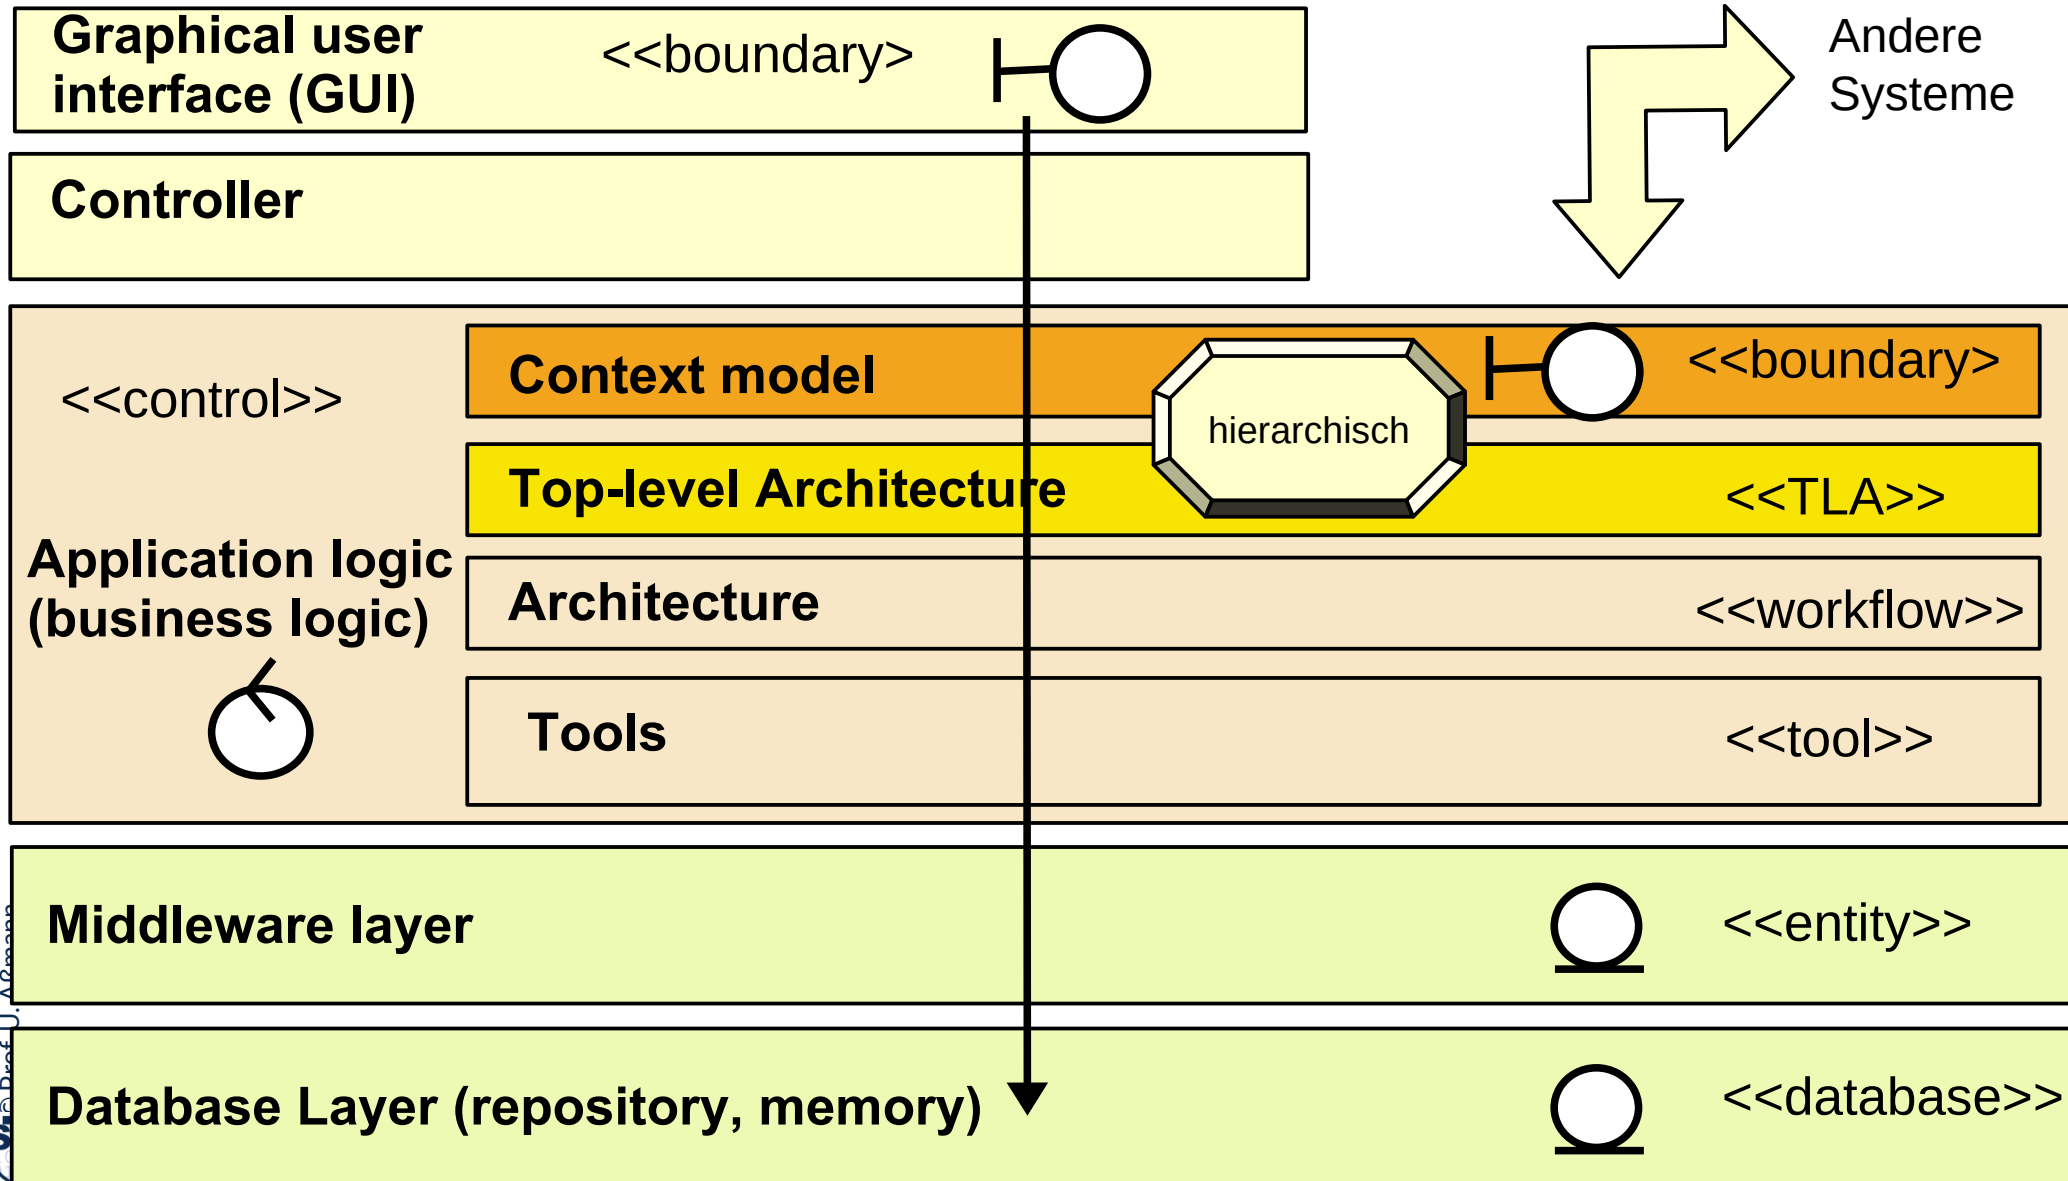 Graphical user
interface (GUI)
<<boundary>
Andere
Systeme
Controller
<<control>>
Context model
<<boundary>
hierarchisch
Top-level Architecture
<<TLA>>
Application logic
(business logic)
Architecture
<<workflow>>
Tools
<<tool>>
Middleware layer
<<entity>>
Database Layer (repository, memory)
<<database>>